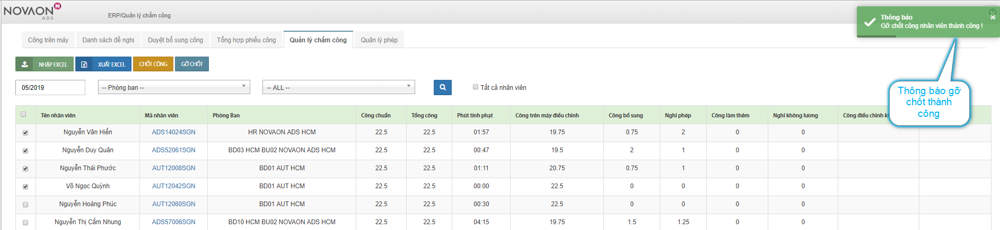 NOVAON N
ADS
ERP/Quản lý chấm công
Thông báo
Gỡ chốt công nhân viên thành công !
Công trên máy
Danh sách đề nghị
Duyệt bổ sung công
Tổng hợp phiếu công
Quản lý chấm công
Quản lý phép
NHẬP EXCEL
XUẤT EXCEL
CHỐT CÔNG
GỠ CHỐT
05/2019
-- Phòng ban --
-- ALL --
Tất cả nhân viên
Thông báo gỡ
chốt thành
công
Tên nhân viên Mã nhân viên Phòng Ban Công chuẩn Tổng công Phút tính phạt Công trên máy điều chỉnh Công bổ sung Nghỉ phép Công làm thêm Nghỉ không lương Công điều chỉnh
Nguyễn Văn Hiển ADS14024SGN HR NOVAON ADS HCM 22.5 22.5 01:57 19.75 0.75 2 0 0
Nguyễn Duy Quân ADS52061SGN BD03 HCM BU02 NOVAON ADS HCM 22.5 22.5 00:47 19.5 2 1 0 0
Nguyễn Thái Phước AUT12008SGN BD01 AUT HCM 22.5 22.5 01:11 20.75 0.75 1 0 0
Võ Ngọc Quỳnh AUT12042SGN BD01 AUT HCM 22.5 22.5 00:00 22.5 0 0 0 0
Nguyễn Hoàng Phúc AUT12060SGN BD01 AUT HCM 22.5 22.5 00:30 22.5 0 0 0 0
Nguyễn Thị Cẩm Nhung ADS57006SGN BD10 HCM BU02 NOVAON ADS HCM 22.5 22.5 04:15 19.75 1.5 1.25 0 0